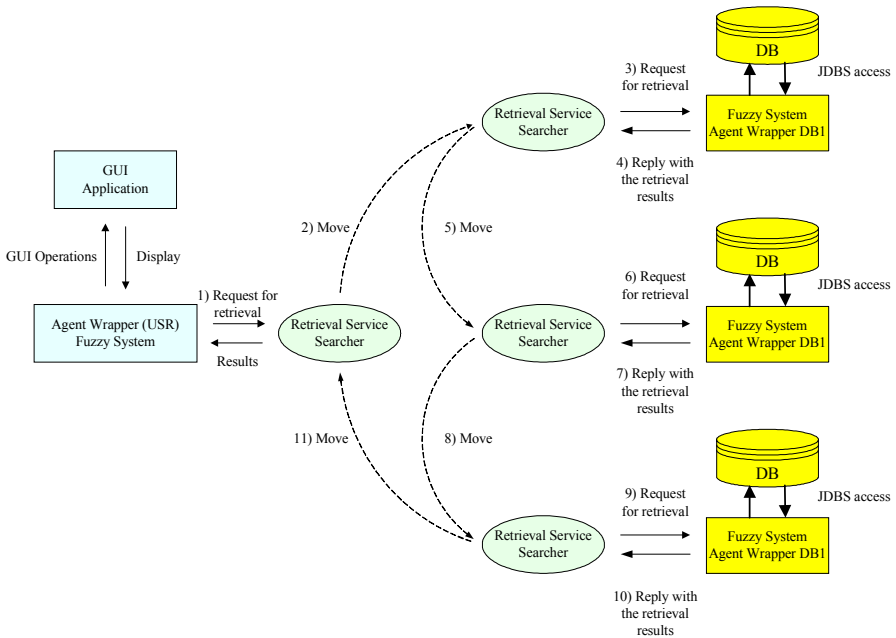 DB
JDBS access
3) Request
for retrieval
Fuzzy System
Agent Wrapper DB1
Retrieval Service
Searcher
4) Reply with
the retrieval
results
GUI
Application
2) Move
5) Move
GUI Operations
Display
DB
JDBS access
6) Request
for retrieval
1) Request for
retrieval
Agent Wrapper (USR)
Fuzzy System
Results
Retrieval Service
Searcher
Retrieval Service
Searcher
Fuzzy System
Agent Wrapper DB1
7) Reply with
the retrieval
results
11) Move
8) Move
DB
JDBS access
9) Request
for retrieval
Retrieval Service
Searcher
Fuzzy System
Agent Wrapper DB1
10) Reply with
the retrieval
results